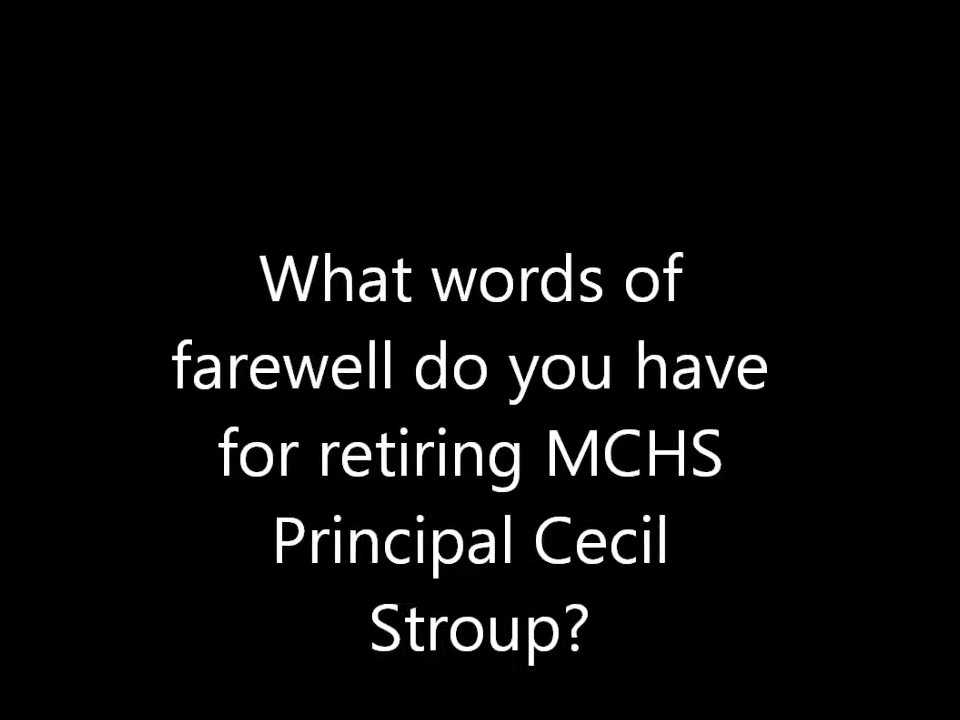 What words of
farewell do you have
for retiring MCHS
Principal Cecil
Stroup?